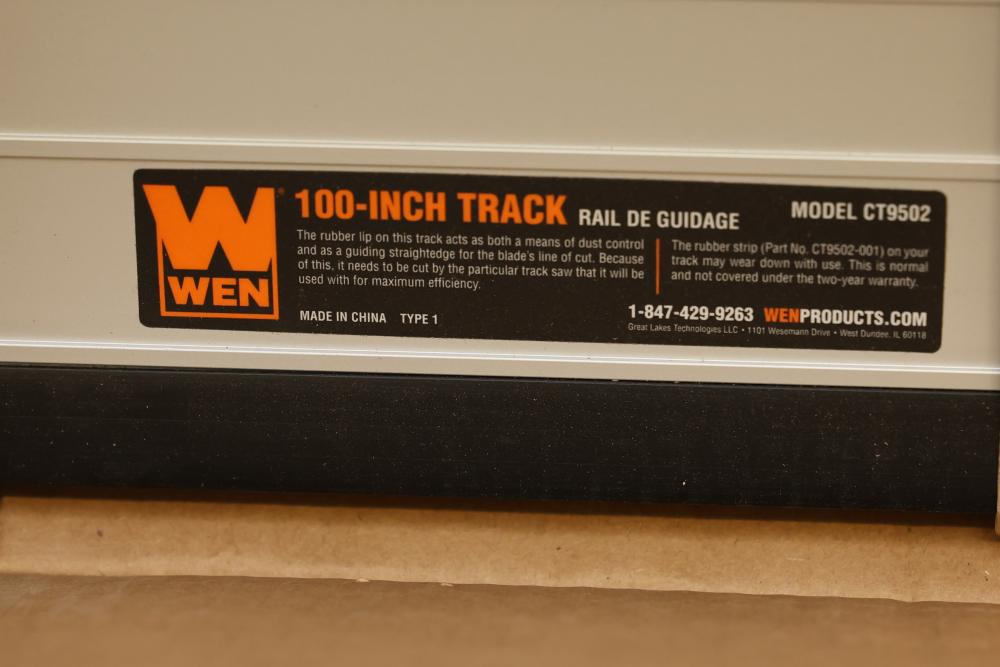 W
WEN
100-INCH TRACK RAIL DE GUIDAGE
MODEL CT9502
The rubber lip on this track acts as both a means of dust control
and as a guiding straightedge for the blade's line of cut. Because
of this, it needs to be cut by the particular track saw that it will be
used with for maximum efficiency.
The rubber strip (Part No. CT9502-001) on your
track may wear down with use. This is normal
and not covered under the two-year warranty.
MADE IN CHINA TYPE 1
1-847-429-9263 WENPRODUCTS.COM
Great Lakes Technologies LLC • 1101 Wesemann Drive • West Dundee, IL 60118